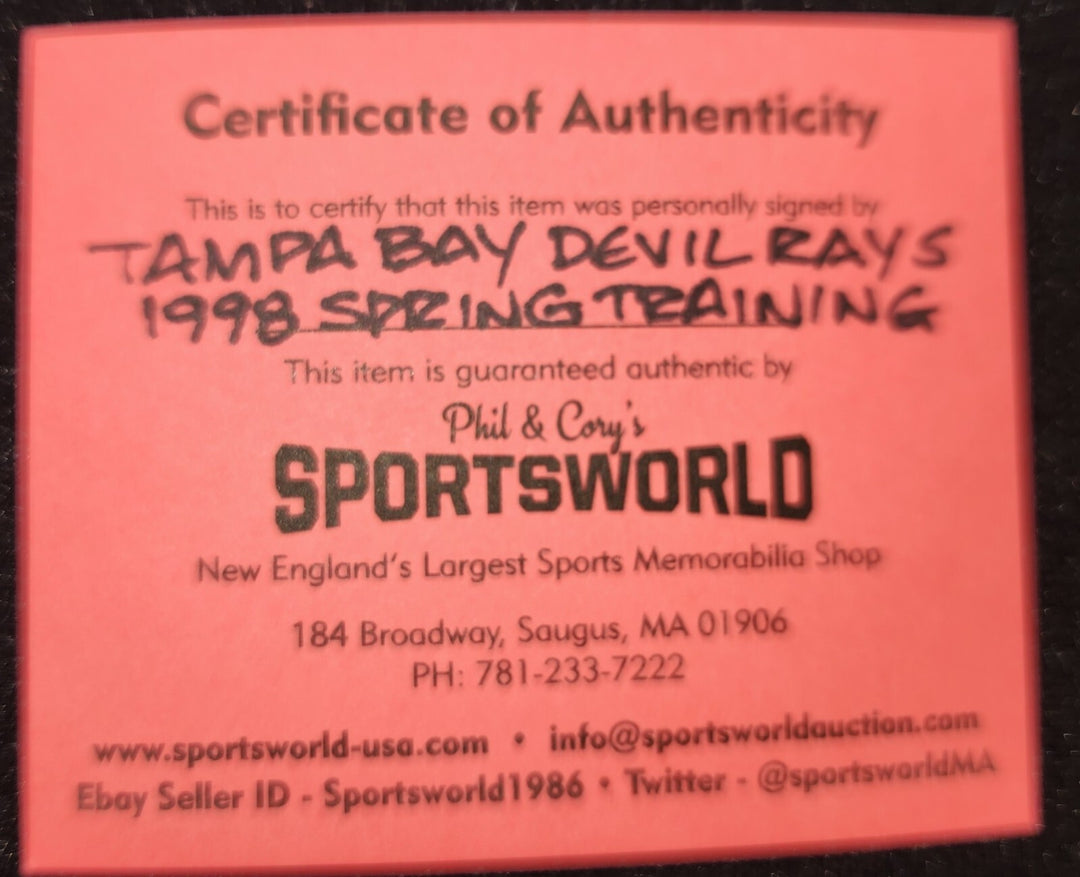 Certificate of Authenticity
This is to certify that this item was personally signed by
TAMPA BAY DEVIL RAYS
1998 SPRING TRAINING
This item is guaranteed authentic by
Phil & Cory's
SPORTSWORLD
New England's Largest Sports Memorabilia Shop
184 Broadway, Saugus, MA 01906
PH: 781-233-7222
www.sportsworld-usa.com • info@sportsworldauction.com
Ebay Seller ID - Sportsworld1986 • Twitter - @sportsworldMA